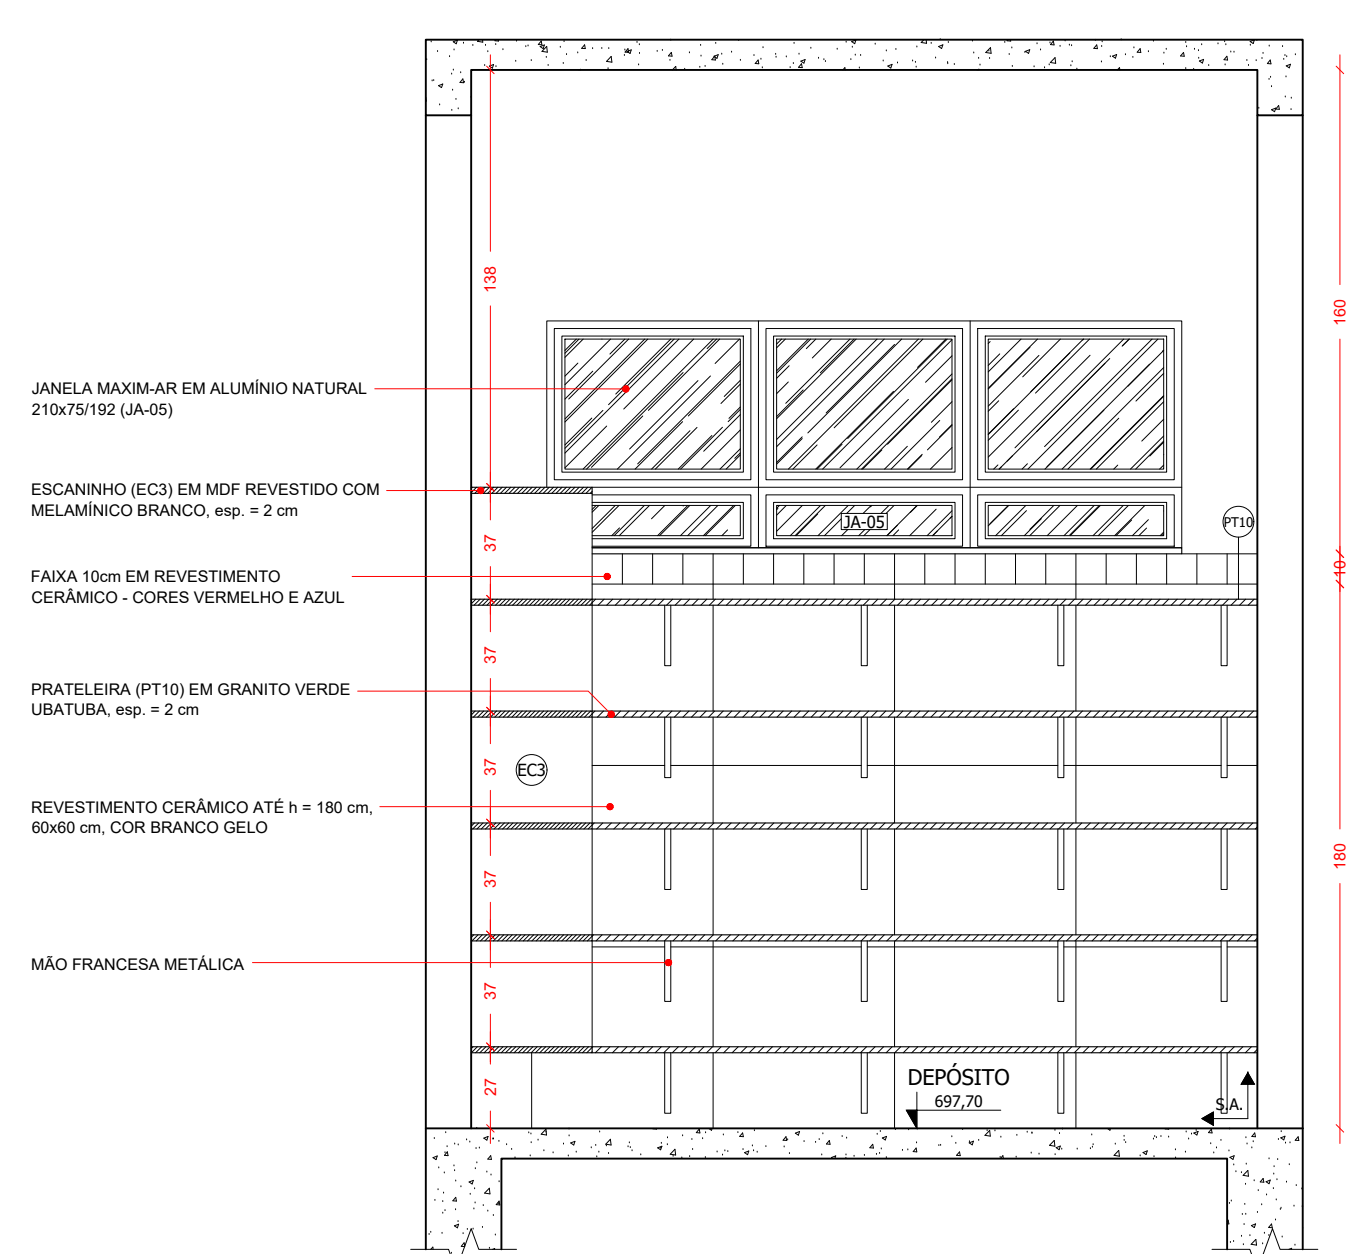 138
160
JANELA MAXIM-AR EM ALUMÍNIO NATURAL
210x75/192 (JA-05)
ESCANINHO (EC3) EM MDF REVESTIDO COM
MELAMÍNICO BRANCO, esp. = 2 cm
37
JA-05
PT10
FAIXA 10cm EM REVESTIMENTO
CERÂMICO - CORES VERMELHO E AZUL
10
37
PRATELEIRA (PT10) EM GRANITO VERDE
UBATUBA, esp. = 2 cm
37
EC3
REVESTIMENTO CERÂMICO ATÉ h = 180 cm,
60x60 cm, COR BRANCO GELO
180
37
MÃO FRANCESA METÁLICA
37
27
DEPÓSITO
697,70
S.A.